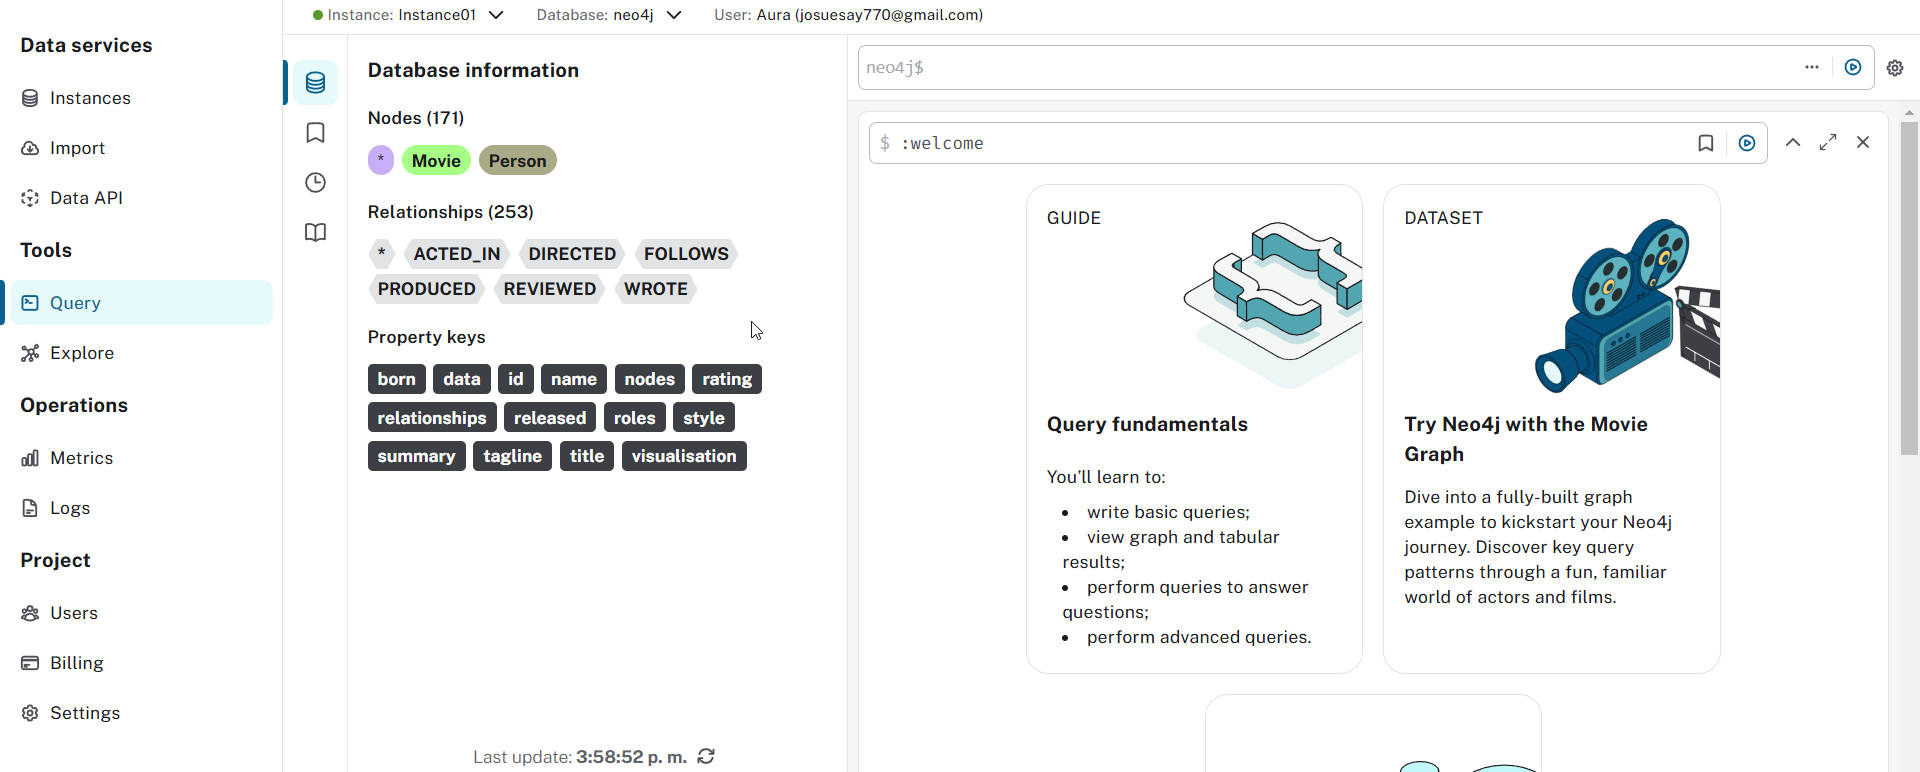 Instance: Instance01
Database: neo4j
User: Aura (josuesay770@gmail.com)
Data services
Instances
Import
Data API
Tools
Query
Explore
Operations
Metrics
Logs
Project
Users
Billing
Settings
Database information
Nodes (171)
* Movie Person
Relationships (253)
* ACTED_IN DIRECTED FOLLOWS
PRODUCED REVIEWED WROTE
Property keys
born data id name nodes rating
relationships released roles style
summary tagline title visualisation
Last update: 3:58:52 p. m.
neo4j$
$ :welcome
GUIDE
Query fundamentals
You’ll learn to:
• write basic queries;
• view graph and tabular
results;
• perform queries to answer
questions;
• perform advanced queries.
DATASET
Try Neo4j with the Movie
Graph
Dive into a fully-built graph
example to kickstart your Neo4j
journey. Discover key query
patterns through a fun, familiar
world of actors and films.